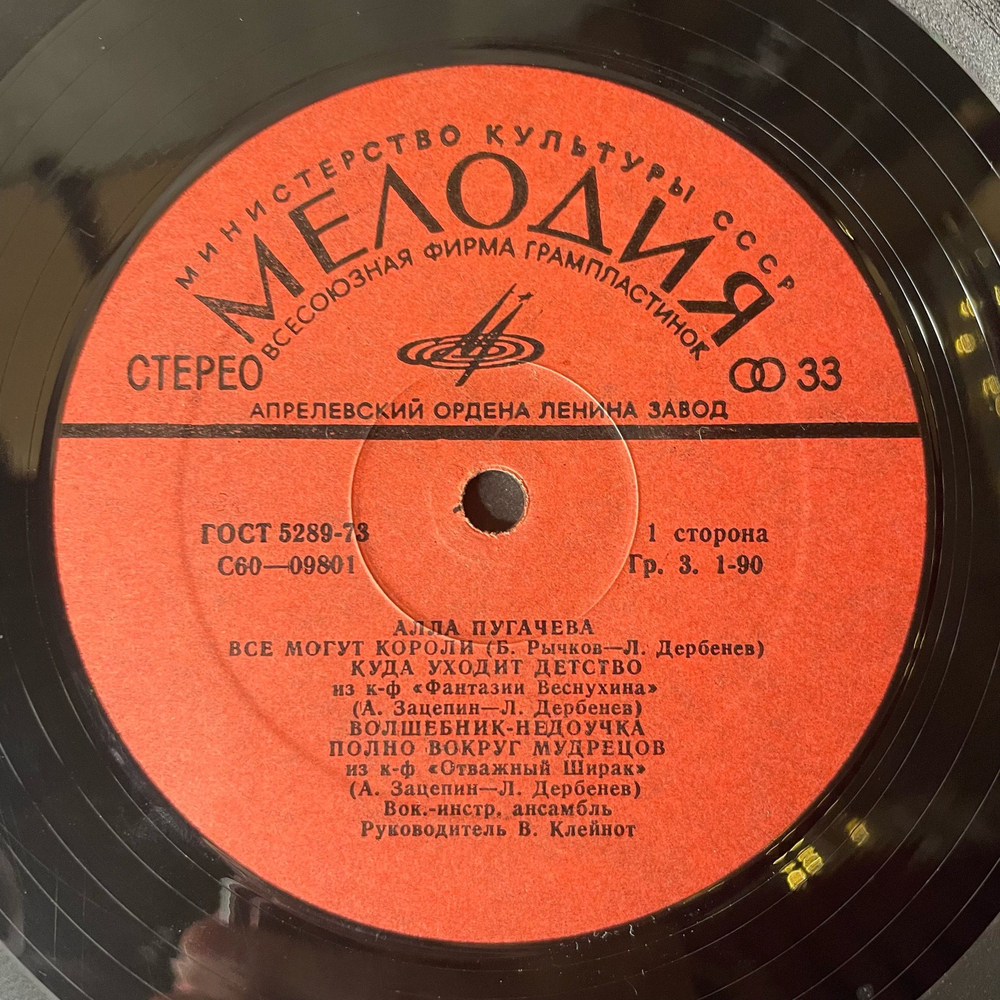 МИНИСТЕРСТВО КУЛЬТУРЫ СССР
МЕЛОДИЯ
ВСЕСОЮЗНАЯ ФИРМА ГРАМПЛАСТИНОК
СТЕРЕО
33
АПРЕЛЕВСКИЙ ОРДЕНА ЛЕНИНА ЗАВОД
ГОСТ 5289-73
С60—09801
1 сторона
Гр. 3. 1-90
АЛЛА ПУГАЧЕВА
ВСЕ МОГУТ КОРОЛИ (Б. Рычков—Л. Дербенев)
КУДА УХОДИТ ДЕТСТВО
из к-ф «Фантазии Веснухина»
(А. Зацепин—Л. Дербенев)
ВОЛШЕБНИК-НЕДОУЧКА
ПОЛНО ВОКРУГ МУДРЕЦОВ
из к-ф «Отважный Ширак»
(А. Зацепин—Л. Дербенев)
Вок.-инстр. ансамбль
Руководитель В. Клейнот